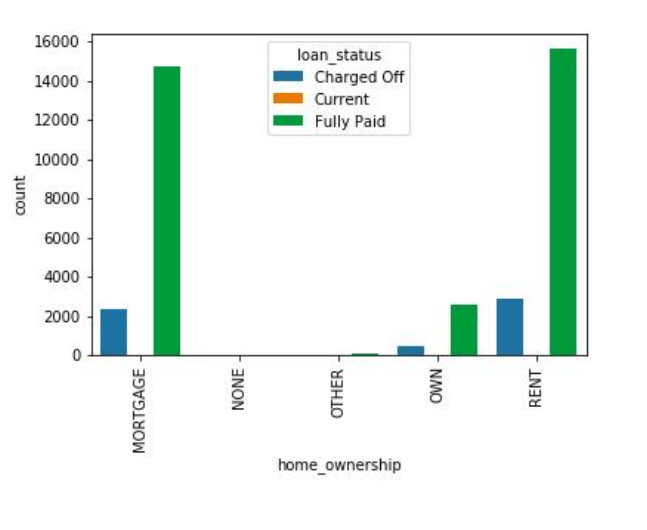 16000
14000
12000
10000
8000
6000
4000
2000
0
count
loan_status
Charged Off
Current
Fully Paid
MORTGAGE
NONE
OTHER
OWN
RENT
home_ownership